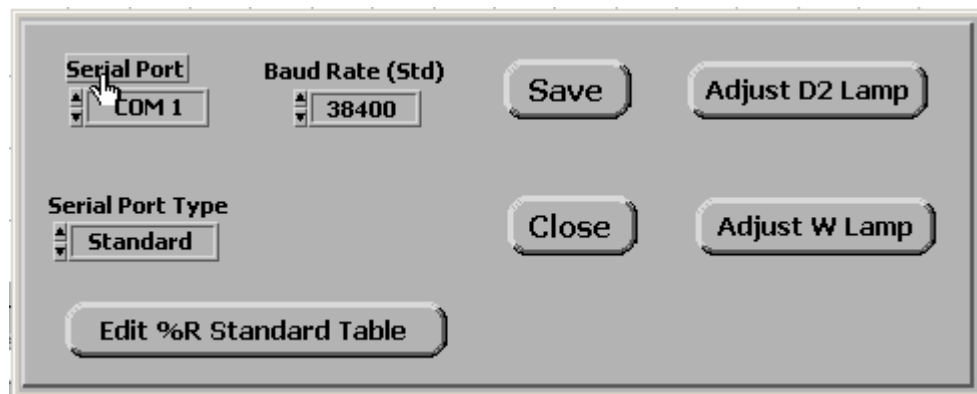 Serial Port
COM 1
Baud Rate (Std)
38400
Save
Adjust D2 Lamp
Serial Port Type
Standard
Close
Adjust W Lamp
Edit %R Standard Table